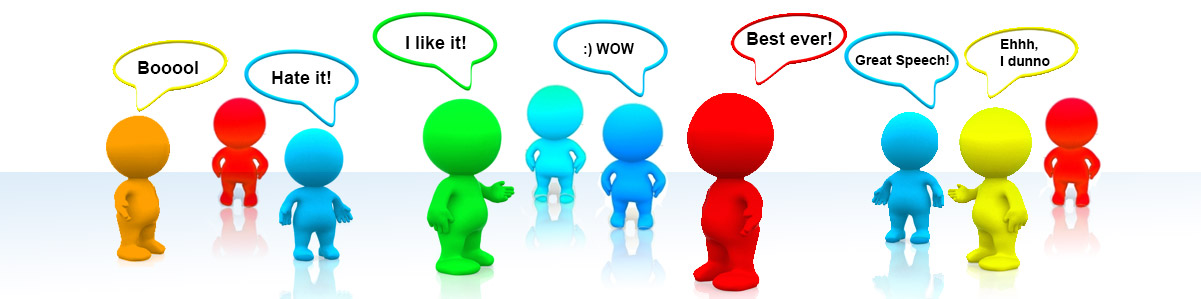 Booool
Hate it!
I like it!
:) WOW
Best ever!
Great Speech!
Ehhh,
I dunno